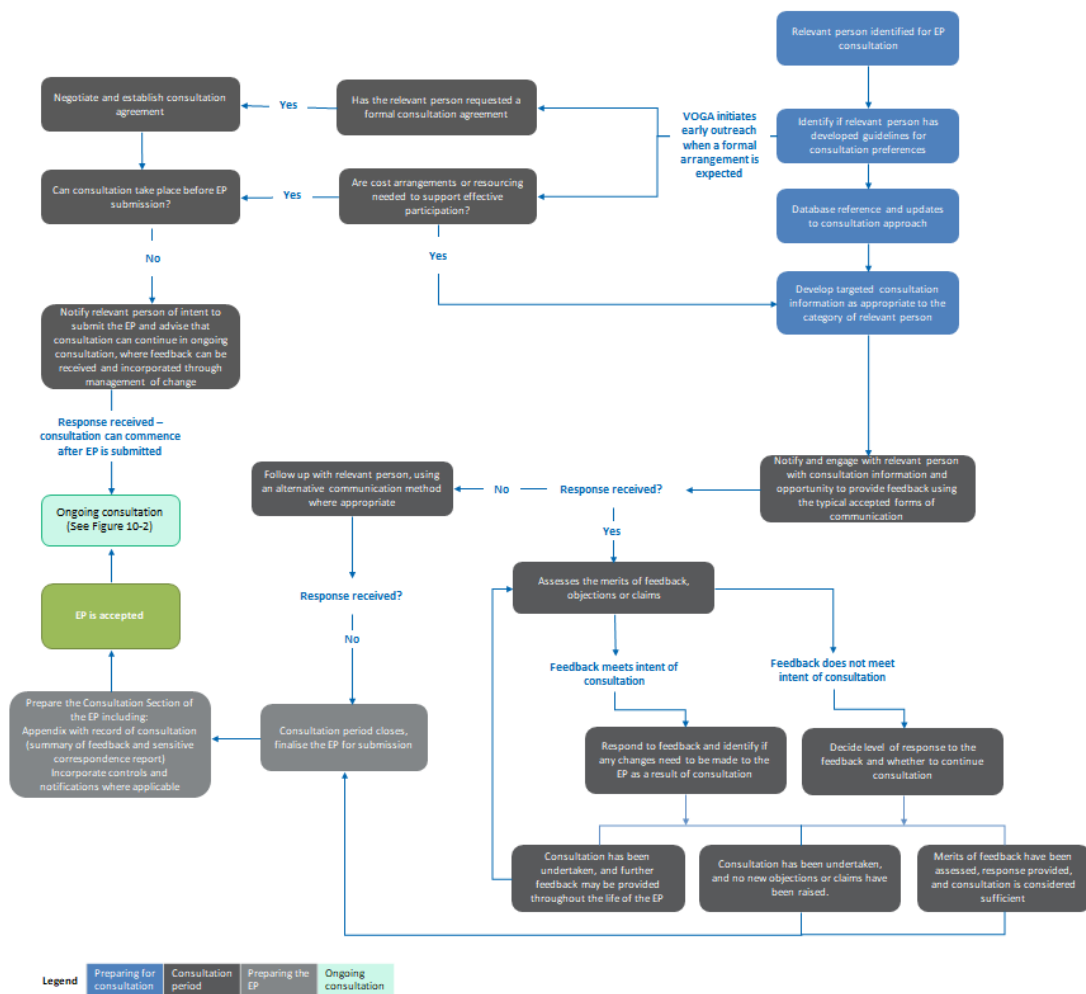 Relevant person identified for EP
consultation
Negotiate and establish consultation
agreement
Yes
Has the relevant person requested a
formal consultation agreement
VOGA initiates
early outreach
when a formal
arrangement is
expected
Identify if relevant person has
developed guidelines for
consultation preferences
Can consultation take place before EP
submission?
Yes
Are cost arrangements or resourcing
needed to support effective
participation?
Database reference and updates
to consultation approach
No
Yes
Develop targeted consultation
information as appropriate to the
category of relevant person
Notify relevant person of intent to
submit the EP and advise that
consultation can continue in ongoing
consultation, where feedback can be
received and incorporated through
management of change
Response received –
consultation can commence
after EP is submitted
Follow up with relevant person, using
an alternative communication method
where appropriate
No
Response received?
Notify and engage with relevant person
with consultation information and
opportunity to provide feedback using
the typical accepted forms of
communication
Ongoing consultation
(See Figure 10-2)
Yes
Assesses the merits of feedback,
objections or claims
Response received?
EP is accepted
No
Feedback meets intent of
consultation
Feedback does not meet
intent of consultation
Prepare the Consultation Section of
the EP including:
Appendix with record of consultation
(summary of feedback and sensitive
correspondence report)
Incorporate controls and
notifications where applicable
Consultation period closes,
finalise the EP for submission
Respond to feedback and identify if
any changes need to be made to the
EP as a result of consultation
Decide level of response to the
feedback and whether to continue
consultation
Consultation has been
undertaken, and further
feedback may be provided
throughout the life of the EP
Consultation has been undertaken,
and no new objections or claims have
been raised.
Merits of feedback have been
assessed, response provided,
and consultation is considered
sufficient
Legend
Preparing for
consultation
Consultation
period
Preparing the
EP
Ongoing
consultation